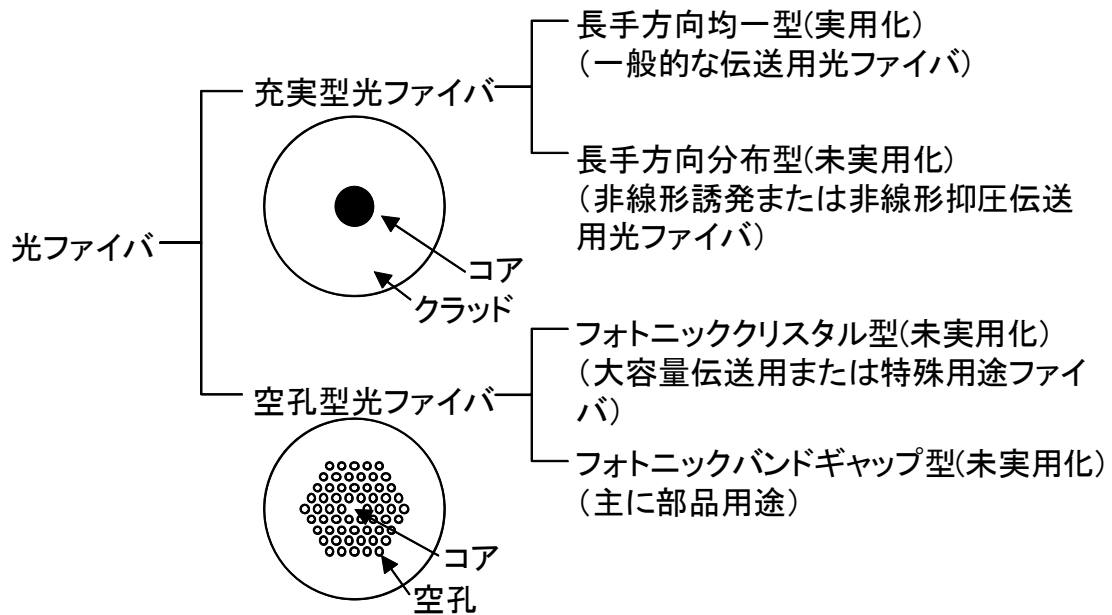 長手方向均一型(実用化)
(一般的な伝送用光ファイバ)
充実型光ファイバ
長手方向分布型(未実用化)
(非線形誘発または非線形抑圧伝送
用光ファイバ)
光ファイバ
コア
クラッド
フォトニッククリスタル型(未実用化)
(大容量伝送用または特殊用途ファイ
バ)
空孔型光ファイバ
フォトニックバンドギャップ型(未実用化)
(主に部品用途)
コア
空孔